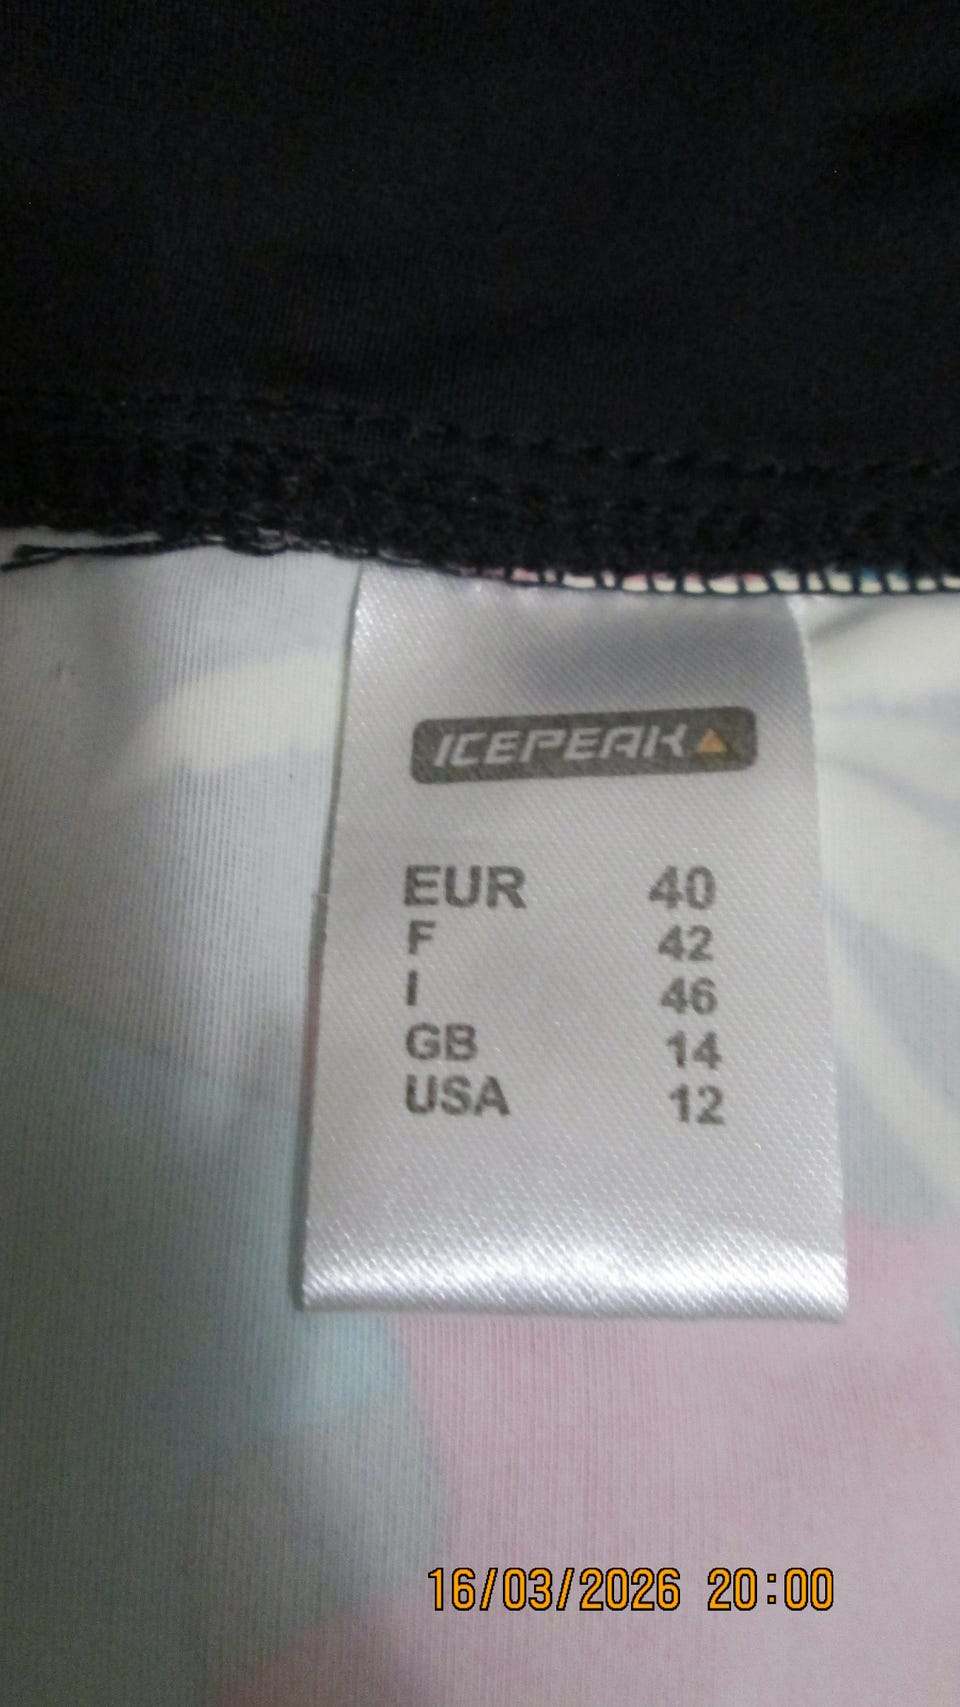 ICEPEAK
EUR 40
F 42
I 46
GB 14
USA 12
16/03/2026 20:00